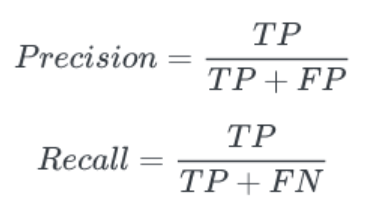 Precision = TP / TP + FP
Recall = TP / TP + FN